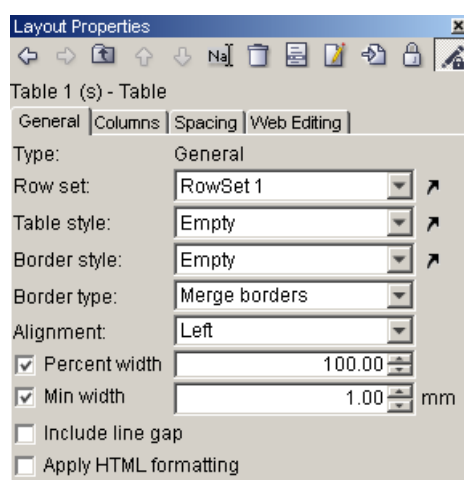 Layout Properties
Na
Table 1 (s) - Table
General Columns Spacing Web Editing
Type: General
Row set: RowSet 1
Table style: Empty
Border style: Empty
Border type: Merge borders
Alignment: Left
Percent width 100.00
Min width 1.00 mm
Include line gap
Apply HTML formatting